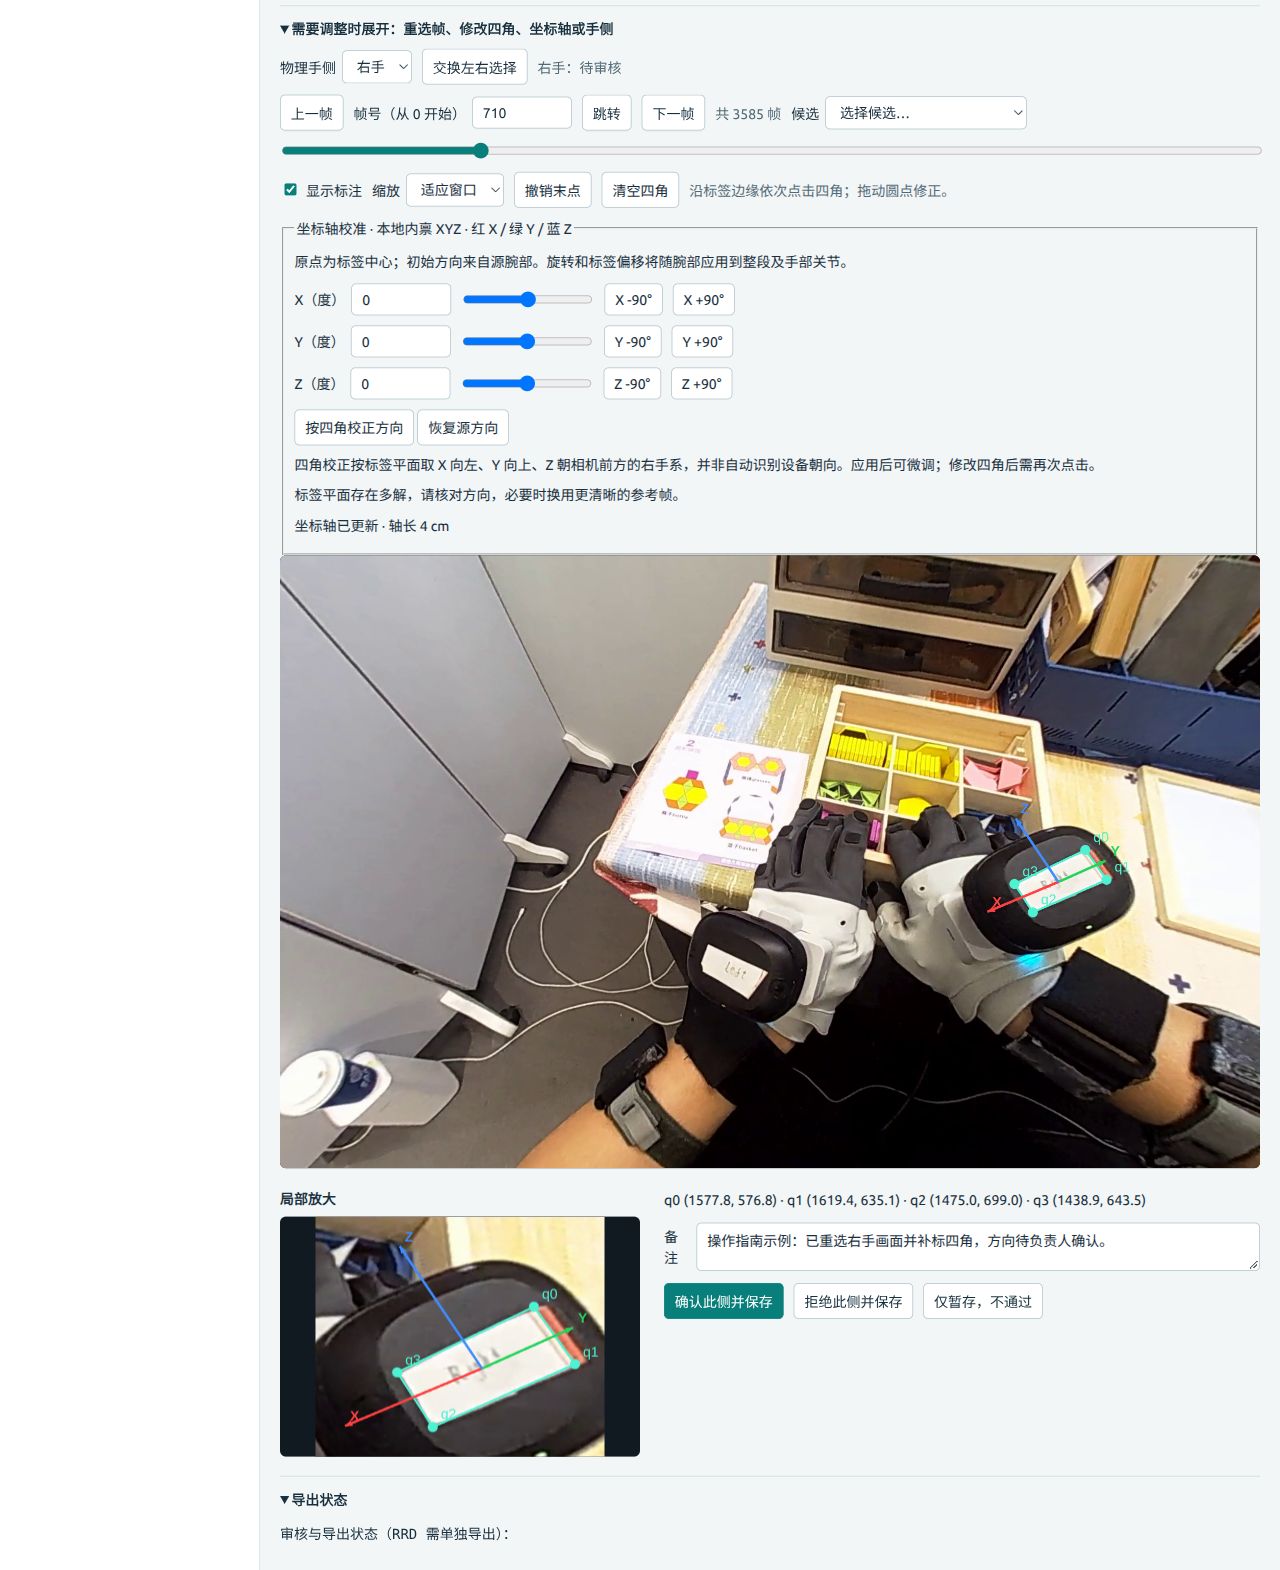 ▼需要调整时展开：重选帧、修改四角、坐标轴或手侧
物理手侧 右手 交换左右选择 右手：待审核
上一帧 帧号（从 0 开始） 710 跳转 下一帧 共 3585 帧 候选 选择候选...
显示标注 缩放 适应窗口 撤销末点 清空四角 沿标签边缘依次点击四角；拖动圆点修正。
坐标轴校准 · 本地内禀 XYZ · 红 X / 绿 Y / 蓝 Z
原点为标签中心；初始方向来自源腕部。旋转和标签偏移将随腕部应用到整段及手部关节。
X（度） 0 X -90° X +90°
Y（度） 0 Y -90° Y +90°
Z（度） 0 Z -90° Z +90°
按四角校正方向 恢复源方向
四角校正按标签平面取 X 向左、Y 向上、Z 朝相机前方的右手系，并非自动识别设备朝向。应用后可微调；修改四角后需再次点击。
标签平面存在多解，请核对方向，必要时换用更清晰的参考帧。
坐标轴已更新 · 轴长 4 cm
2
Z
q0
Y
q1
q3
X
q2
Left
局部放大
Z
q0
Y
q1
q3
Right
X
q2
q0 (1577.8, 576.8) · q1 (1619.4, 635.1) · q2 (1475.0, 699.0) · q3 (1438.9, 643.5)
备注 操作指南示例：已重选右手画面并补标四角，方向待负责人确认。
确认此侧并保存 拒绝此侧并保存 仅暂存，不通过
▼导出状态
审核与导出状态（RRD 需单独导出）：